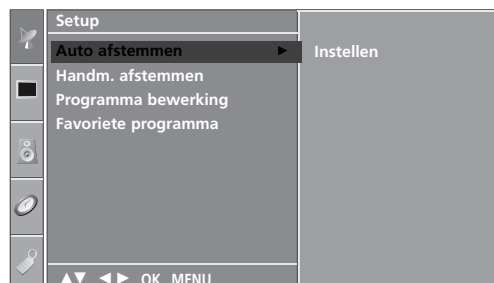 Setup
Auto afstemmen ► Instellen
Handm. afstemmen
Programma bewerking
Favoriete programma
▲▼ ◄► OK MENU